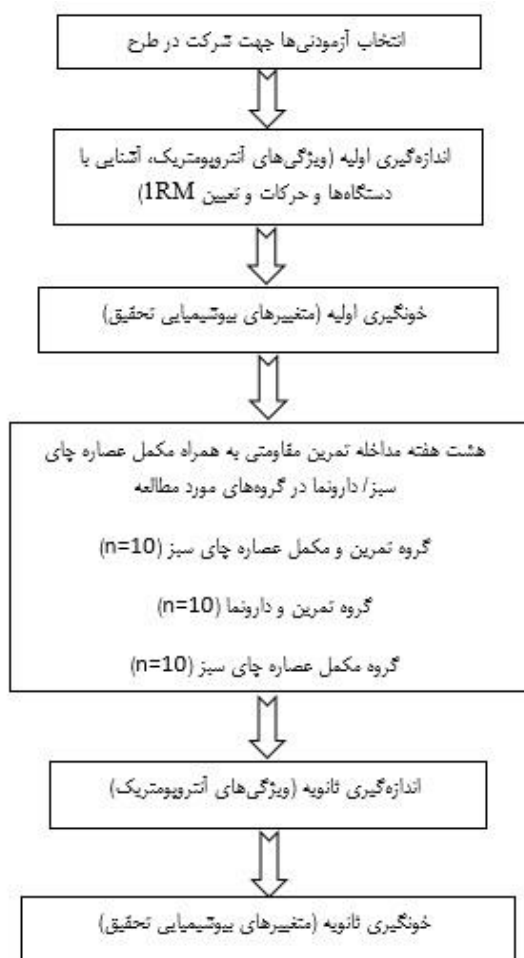 انتخاب آزمودنی‌ها جهت شرکت در طرح
اندازه‌گیری اولیه (ویژگی‌های آنتروپومتریک، آشنایی با
دستگاه‌ها و حرکات و تعیین 1RM)
خونگیری اولیه (متغییرهای بیوشیمیایی تحقیق)
هشت هفته مداخله تمرین مقاومتی به همراه مکمل عصاره چای
سبز/ دارونما در گروه‌های مورد مطالعه
گروه تمرین و مکمل عصاره چای سبز (n=10)
گروه تمرین و دارونما (n=10)
گروه مکمل عصاره چای سبز (n=10)
اندازه‌گیری ثانویه (ویژگی‌های آنتروپومتریک)
خونگیری ثانویه (متغییرهای بیوشیمیایی تحقیق)